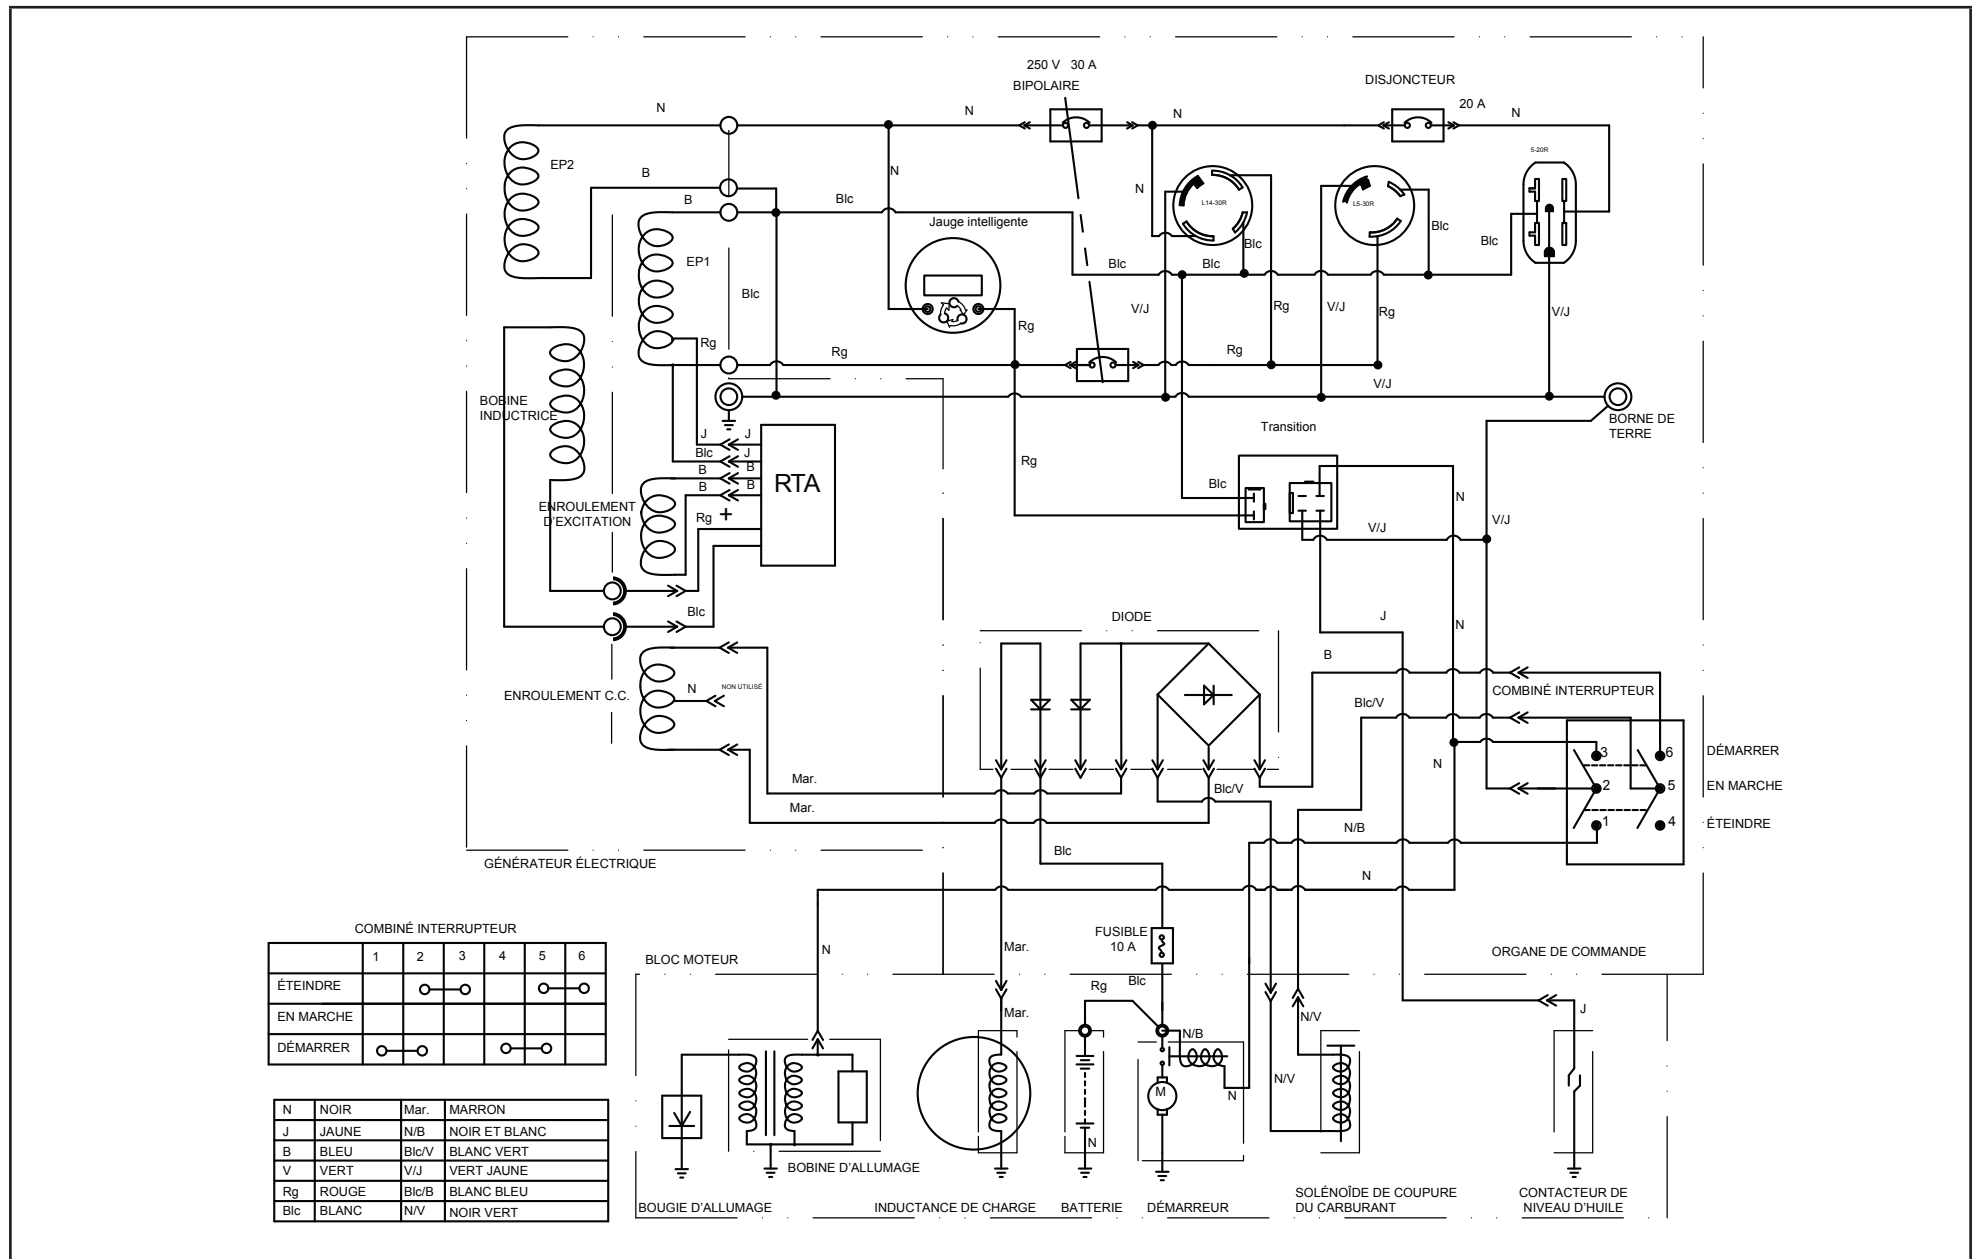 250 V 30 A
BIPOLAIRE
DISJONCTEUR
20 A
N
N
N
N
EP2
5-20R
B
N
N
B
Blc
L14-30R
L5-30R
Jauge intelligente
Blc
Blc
Blc
EP1
Blc
Blc
Blc
V/J
Rg
V/J
Rg
V/J
Rg
Rg
Rg
Rg
V/J
BOBINE
INDUCTRICE
BORNE DE
TERRE
Transition
J J
Blc J
B B
B B
RTA
Rg
Blc
N
ENROULEMENT
D'EXCITATION
Rg +
V/J
V/J
Blc
DIODE
J
N
B
NON UTILISÉ
N
ENROULEMENT C.C.
COMBINÉ INTERRUPTEUR
Blc/V
3 6 DÉMARRER
N
Mar.
2 5 EN MARCHE
Blc/V
Mar.
1 4 ÉTEINDRE
N/B
Blc
GÉNÉRATEUR ÉLECTRIQUE
N
COMBINÉ INTERRUPTEUR
1 2 3 4 5 6
ÉTEINDRE
EN MARCHE
DÉMARRER
FUSIBLE
10 A
N
Mar.
BLOC MOTEUR
ORGANE DE COMMANDE
Rg
Blc
Mar.
N/V
J
N/B
N/V
M
N
N
N NOIR Mar. MARRON
J JAUNE N/B NOIR ET BLANC
B BLEU Blc/V BLANC VERT
V VERT V/J VERT JAUNE
Rg ROUGE Blc/B BLANC BLEU
Blc BLANC N/V NOIR VERT
BOBINE D'ALLUMAGE
BOUGIE D'ALLUMAGE
INDUCTANCE DE CHARGE
BATTERIE
DÉMARREUR
SOLÉNOÎDE DE COUPURE
DU CARBURANT
CONTACTEUR DE
NIVEAU D'HUILE